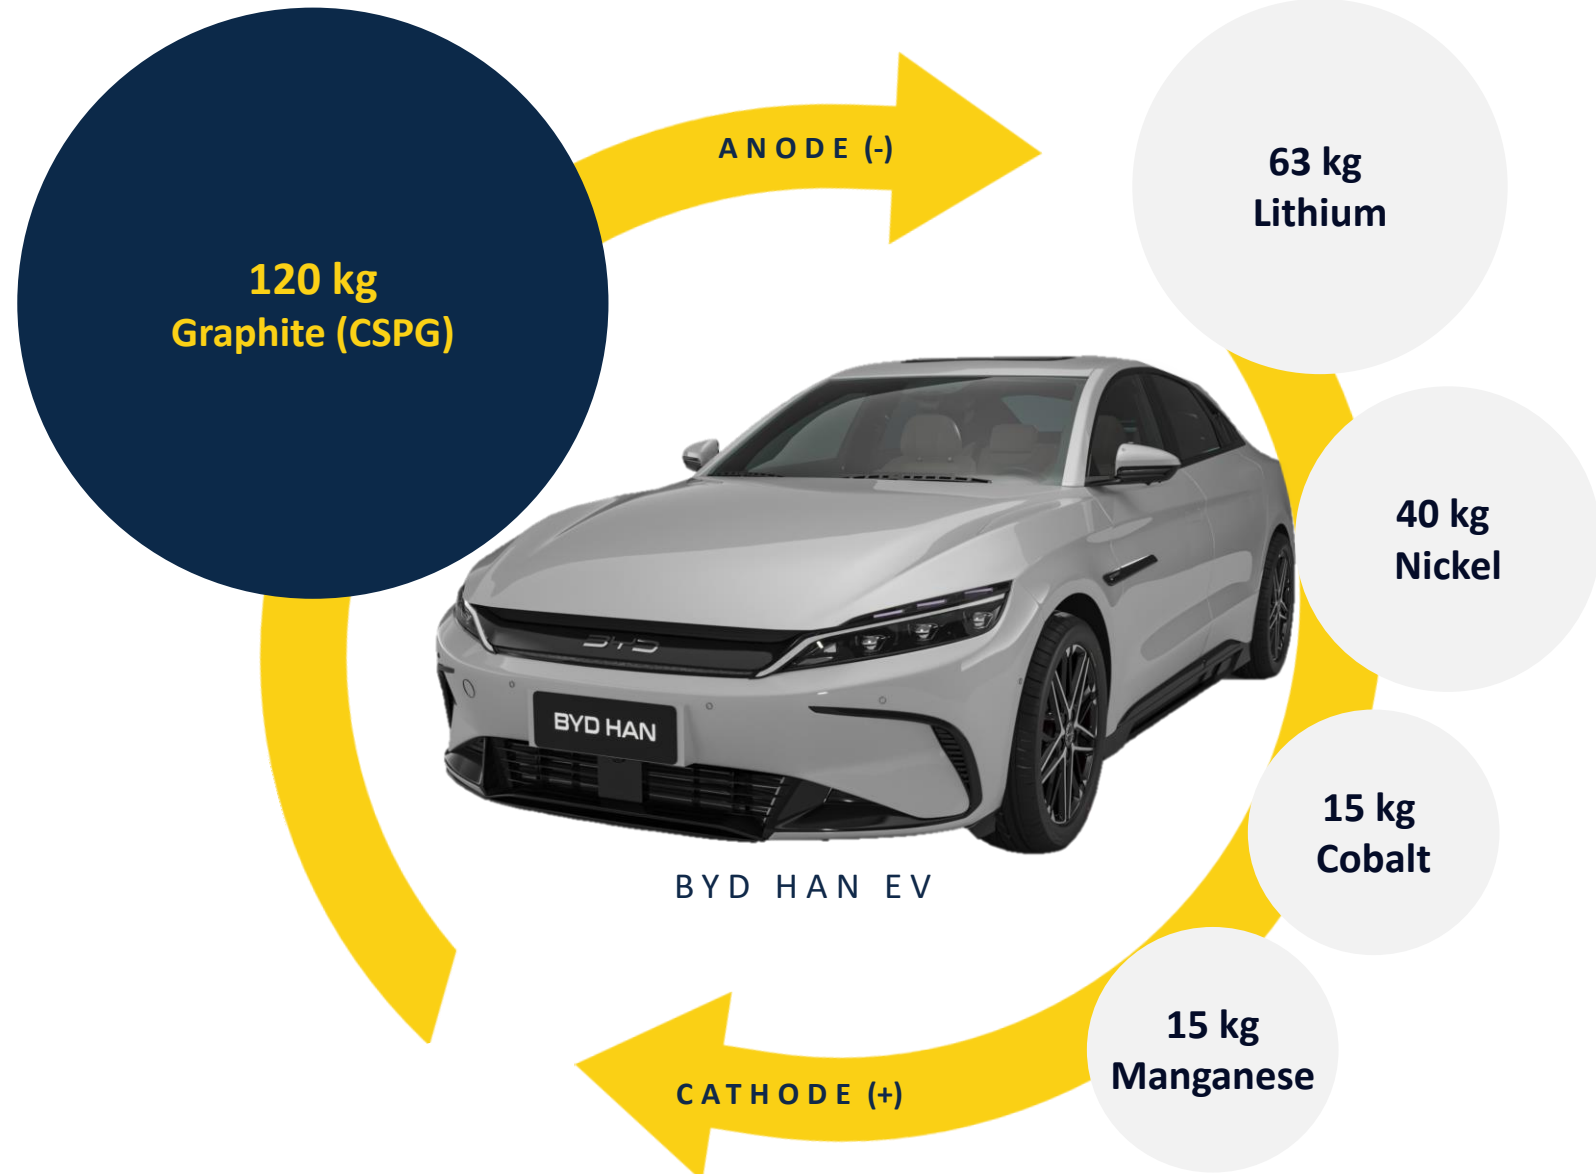 ANODE (-)
63 kg
Lithium
120 kg
Graphite (CSPG)
40 kg
Nickel
BYD
BYD HAN
15 kg
Cobalt
BYD HAN EV
15 kg
Manganese
CATHODE (+)